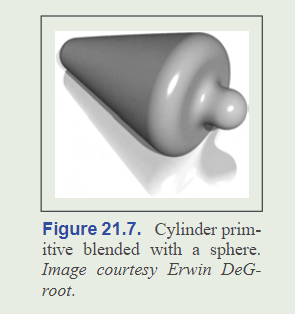 Figure 21.7. Cylinder prim-
itive blended with a sphere.
Image courtesy Erwin DeG-
root.